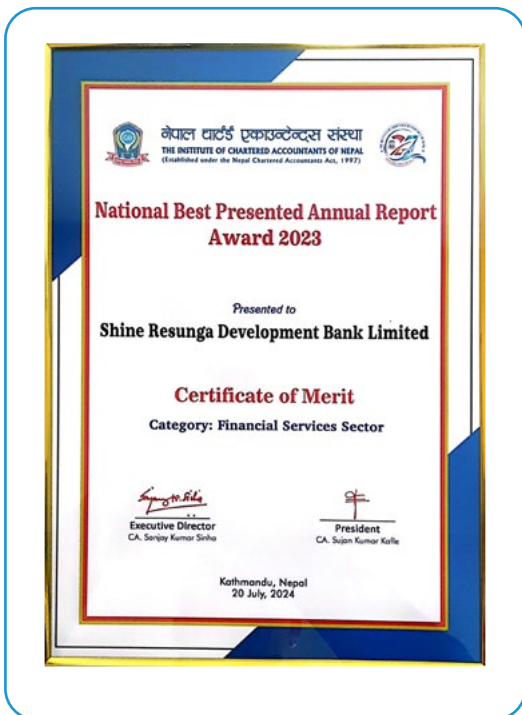 नेपाल चार्टर्ड एकाउन्टेन्ट्स संस्था
THE INSTITUTE OF CHARTERED ACCOUNTANTS OF NEPAL
(Established under the Nepal Chartered Accountants Act, 1997)
National Best Presented Annual Report
Award 2023
Presented to
Shine Resunga Development Bank Limited
Certificate of Merit
Category: Financial Services Sector
Executive Director
CA. Sanjay Kumar Sinha
President
CA. Sujan Kumar Kafle
Kathmandu, Nepal
20 July, 2024